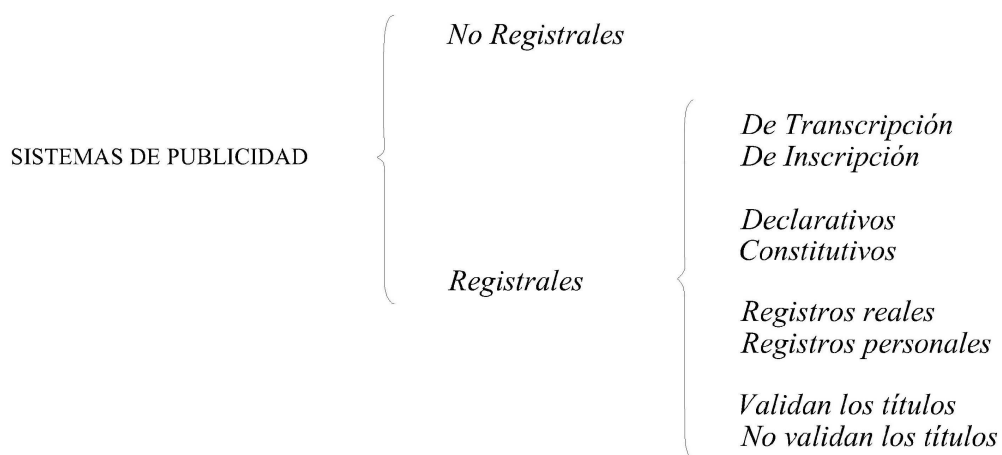 No Registrales
De Transcripción
SISTEMAS DE PUBLICIDAD
De Inscripción
Declarativos
Constitutivos
Registrales
Registros reales
Registros personales
Validan los títulos
No validan los títulos